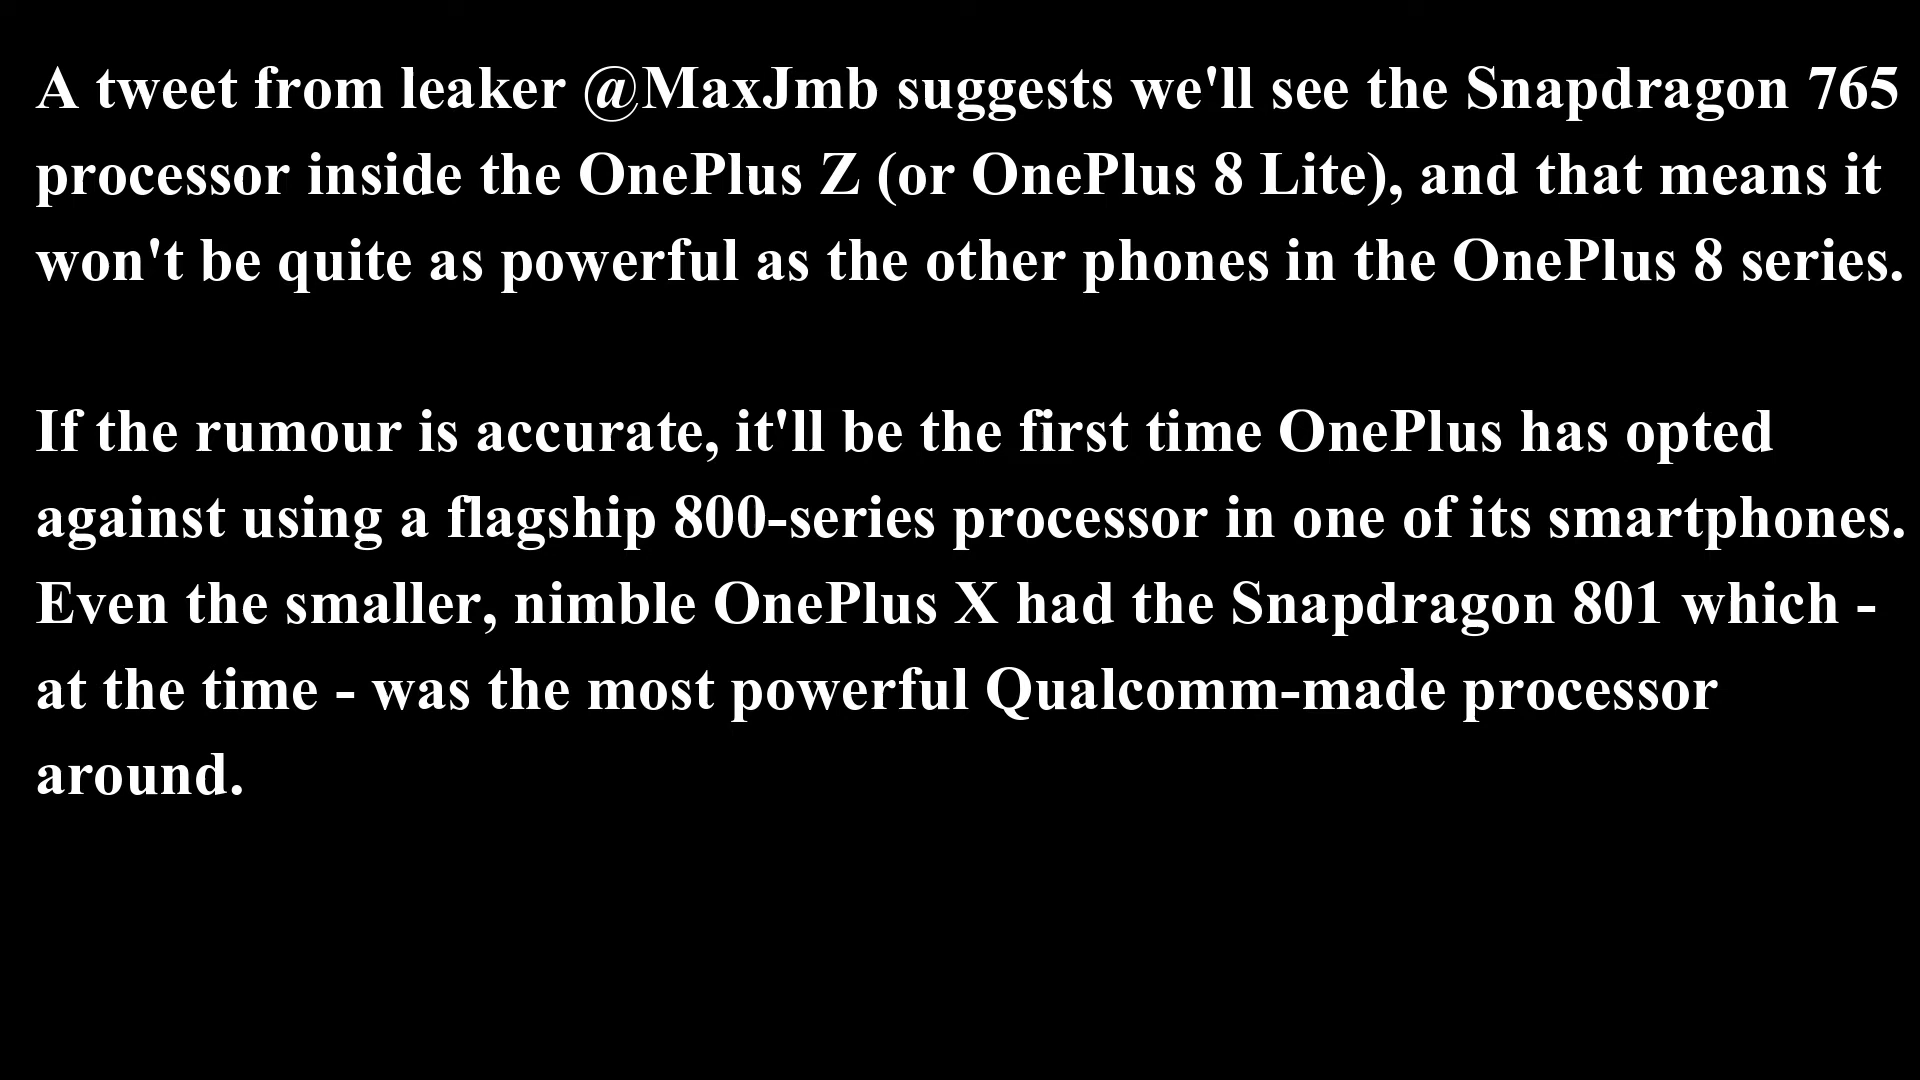 A tweet from leaker @MaxJmb suggests we'll see the Snapdragon 765
processor inside the OnePlus Z (or OnePlus 8 Lite), and that means it
won't be quite as powerful as the other phones in the OnePlus 8 series.
If the rumour is accurate, it'll be the first time OnePlus has opted
against using a flagship 800-series processor in one of its smartphones.
Even the smaller, nimble OnePlus X had the Snapdragon 801 which -
at the time - was the most powerful Qualcomm-made processor
around.